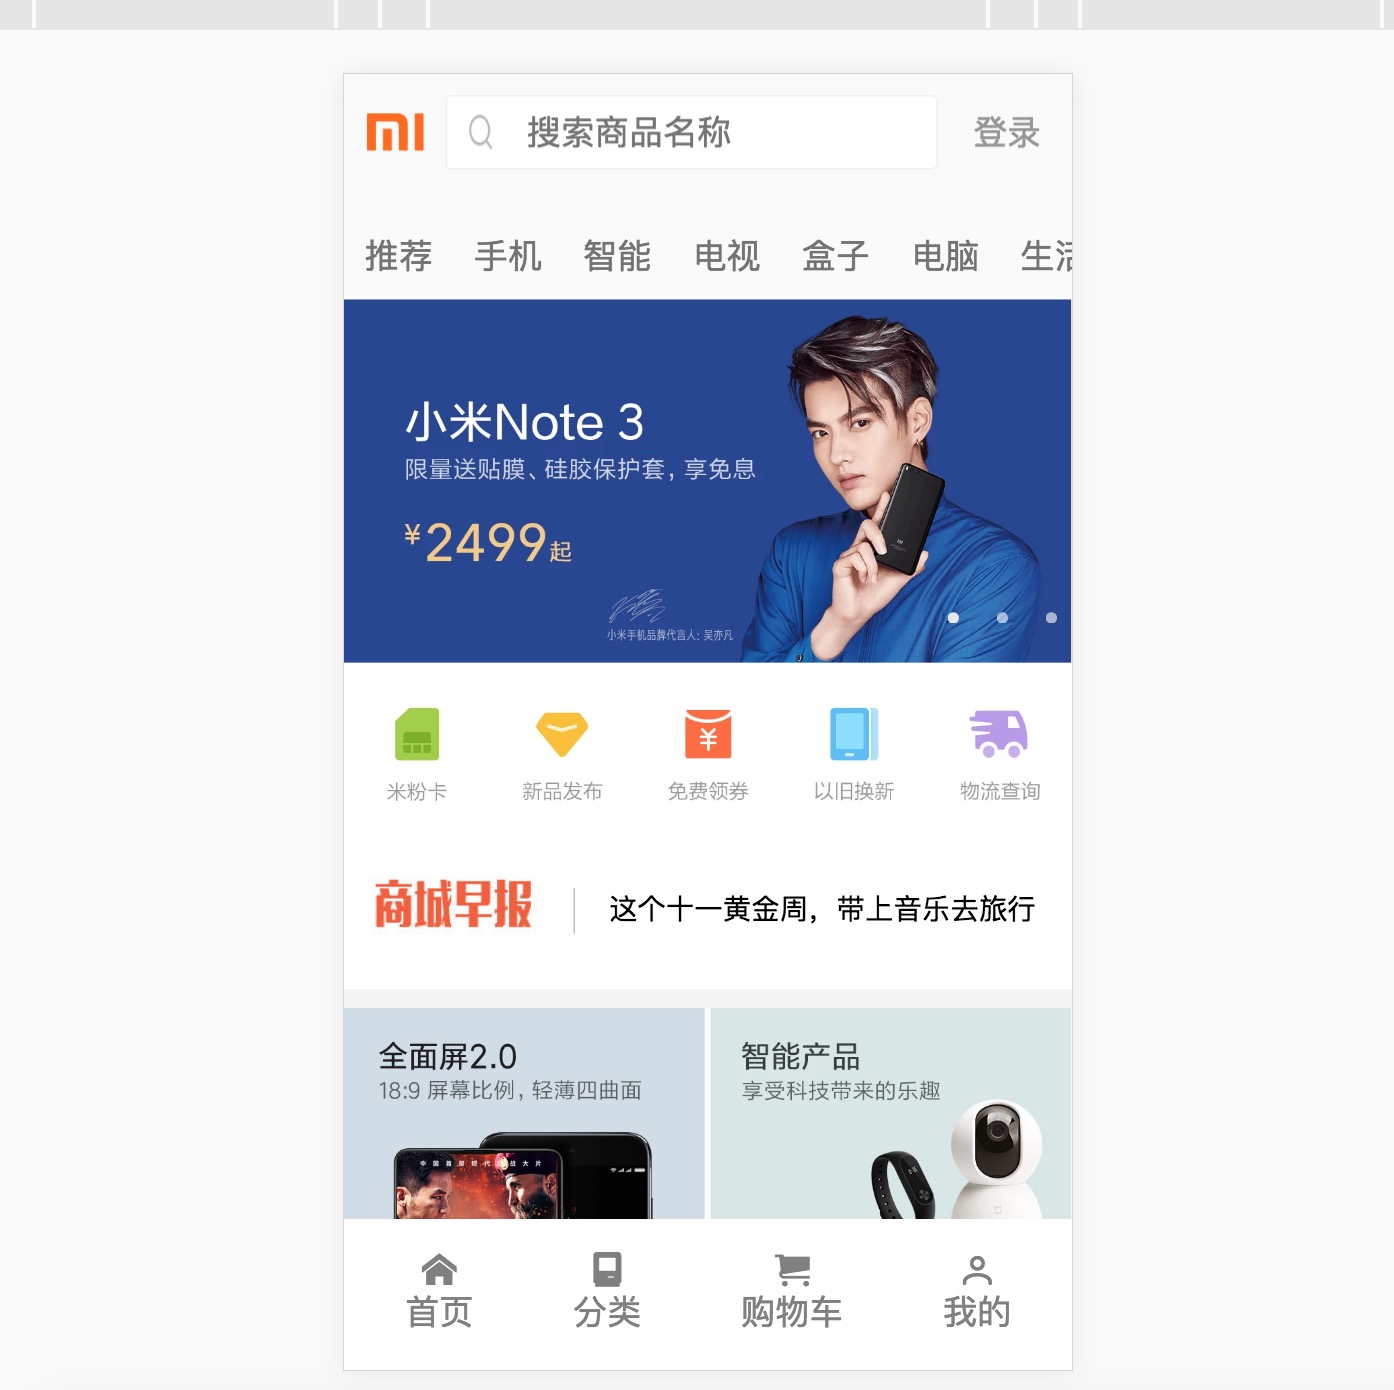 搜索商品名称
登录
推荐 手机 智能 电视 盒子 电脑 生活
小米Note 3
限量送贴膜、硅胶保护套，享免息
¥2499起
小米手机品牌代言人：吴亦凡
米粉卡 新品发布 免费领券 以旧换新 物流查询
商城早报
这个十一黄金周，带上音乐去旅行
全面屏2.0
18:9 屏幕比例，轻薄四曲面
智能产品
享受科技带来的乐趣
首页 分类 购物车 我的